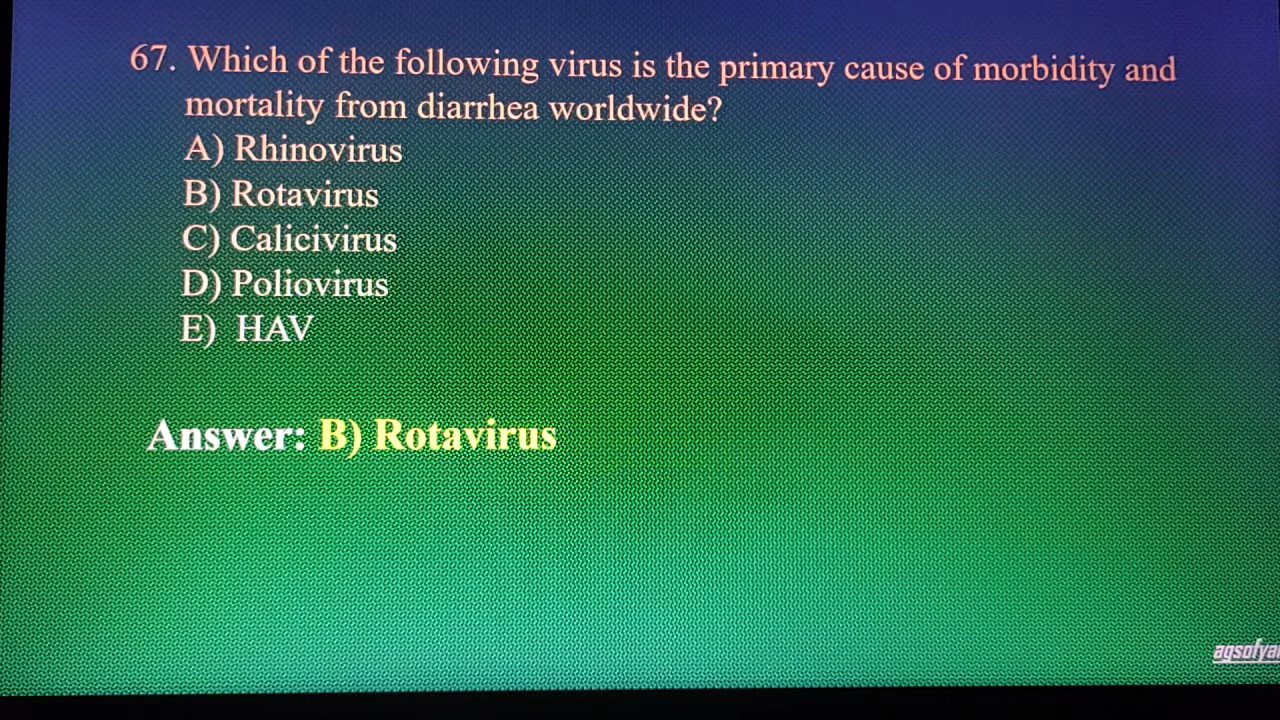 67. Which of the following virus is the primary cause of morbidity and
mortality from diarrhea worldwide?
A) Rhinovirus
B) Rotavirus
C) Calicivirus
D) Poliovirus
E) HAV
Answer: B) Rotavirus